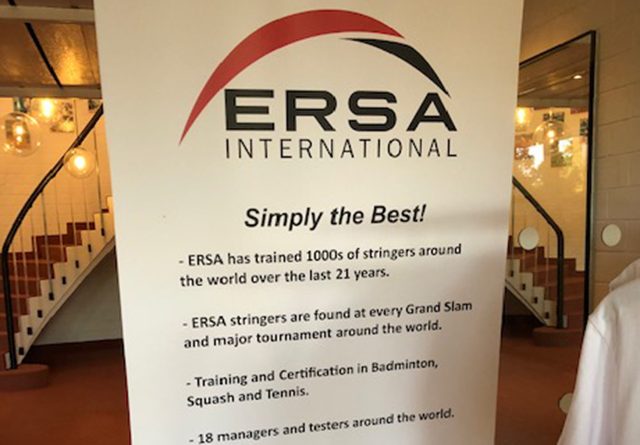 ERSA
INTERNATIONAL
Simply the Best!
- ERSA has trained 1000s of stringers around
the world over the last 21 years.
- ERSA stringers are found at every Grand Slam
and major tournament around the world.
- Training and Certification in Badminton,
Squash and Tennis.
- 18 managers and testers around the world.